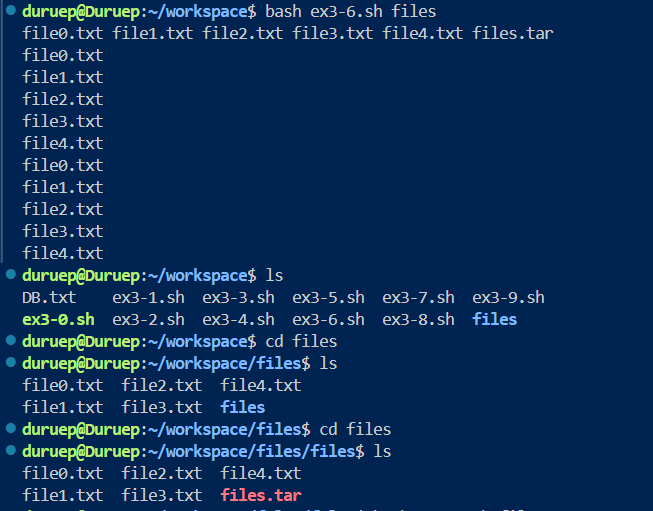 duruep@Duruep:~/workspace$ bash ex3-6.sh files
file0.txt file1.txt file2.txt file3.txt file4.txt files.tar
file0.txt
file1.txt
file2.txt
file3.txt
file4.txt
file0.txt
file1.txt
file2.txt
file3.txt
file4.txt
duruep@Duruep:~/workspace$ ls
DB.txt ex3-1.sh ex3-3.sh ex3-5.sh ex3-7.sh ex3-9.sh
ex3-0.sh ex3-2.sh ex3-4.sh ex3-6.sh ex3-8.sh files
duruep@Duruep:~/workspace$ cd files
duruep@Duruep:~/workspace/files$ ls
file0.txt file2.txt file4.txt
file1.txt file3.txt files
duruep@Duruep:~/workspace/files$ cd files
duruep@Duruep:~/workspace/files/files$ ls
file0.txt file2.txt file4.txt
file1.txt file3.txt files.tar